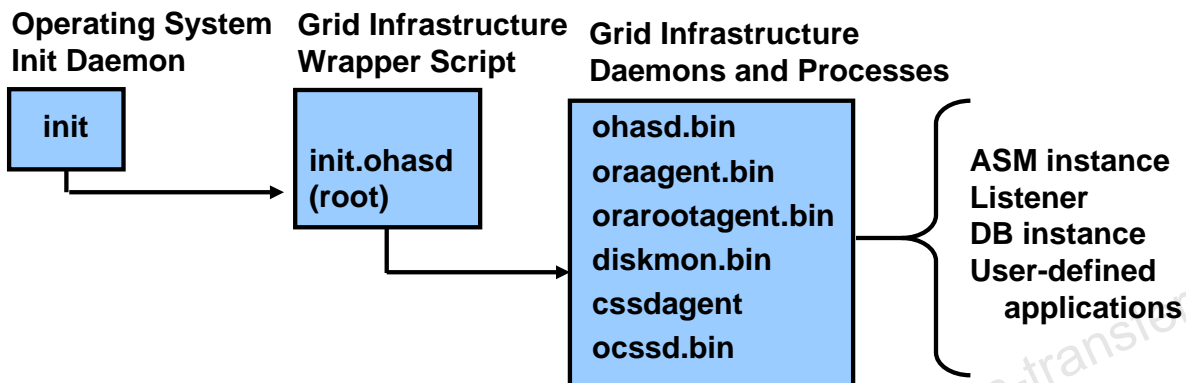 Operating System
Init Daemon
Grid Infrastructure
Wrapper Script
Grid Infrastructure
Daemons and Processes
init
init.ohasd
(root)
ohasd.bin
oraagent.bin
orarootagent.bin
diskmon.bin
cssdagent
ocssd.bin
ASM instance
Listener
DB instance
User-defined
applications